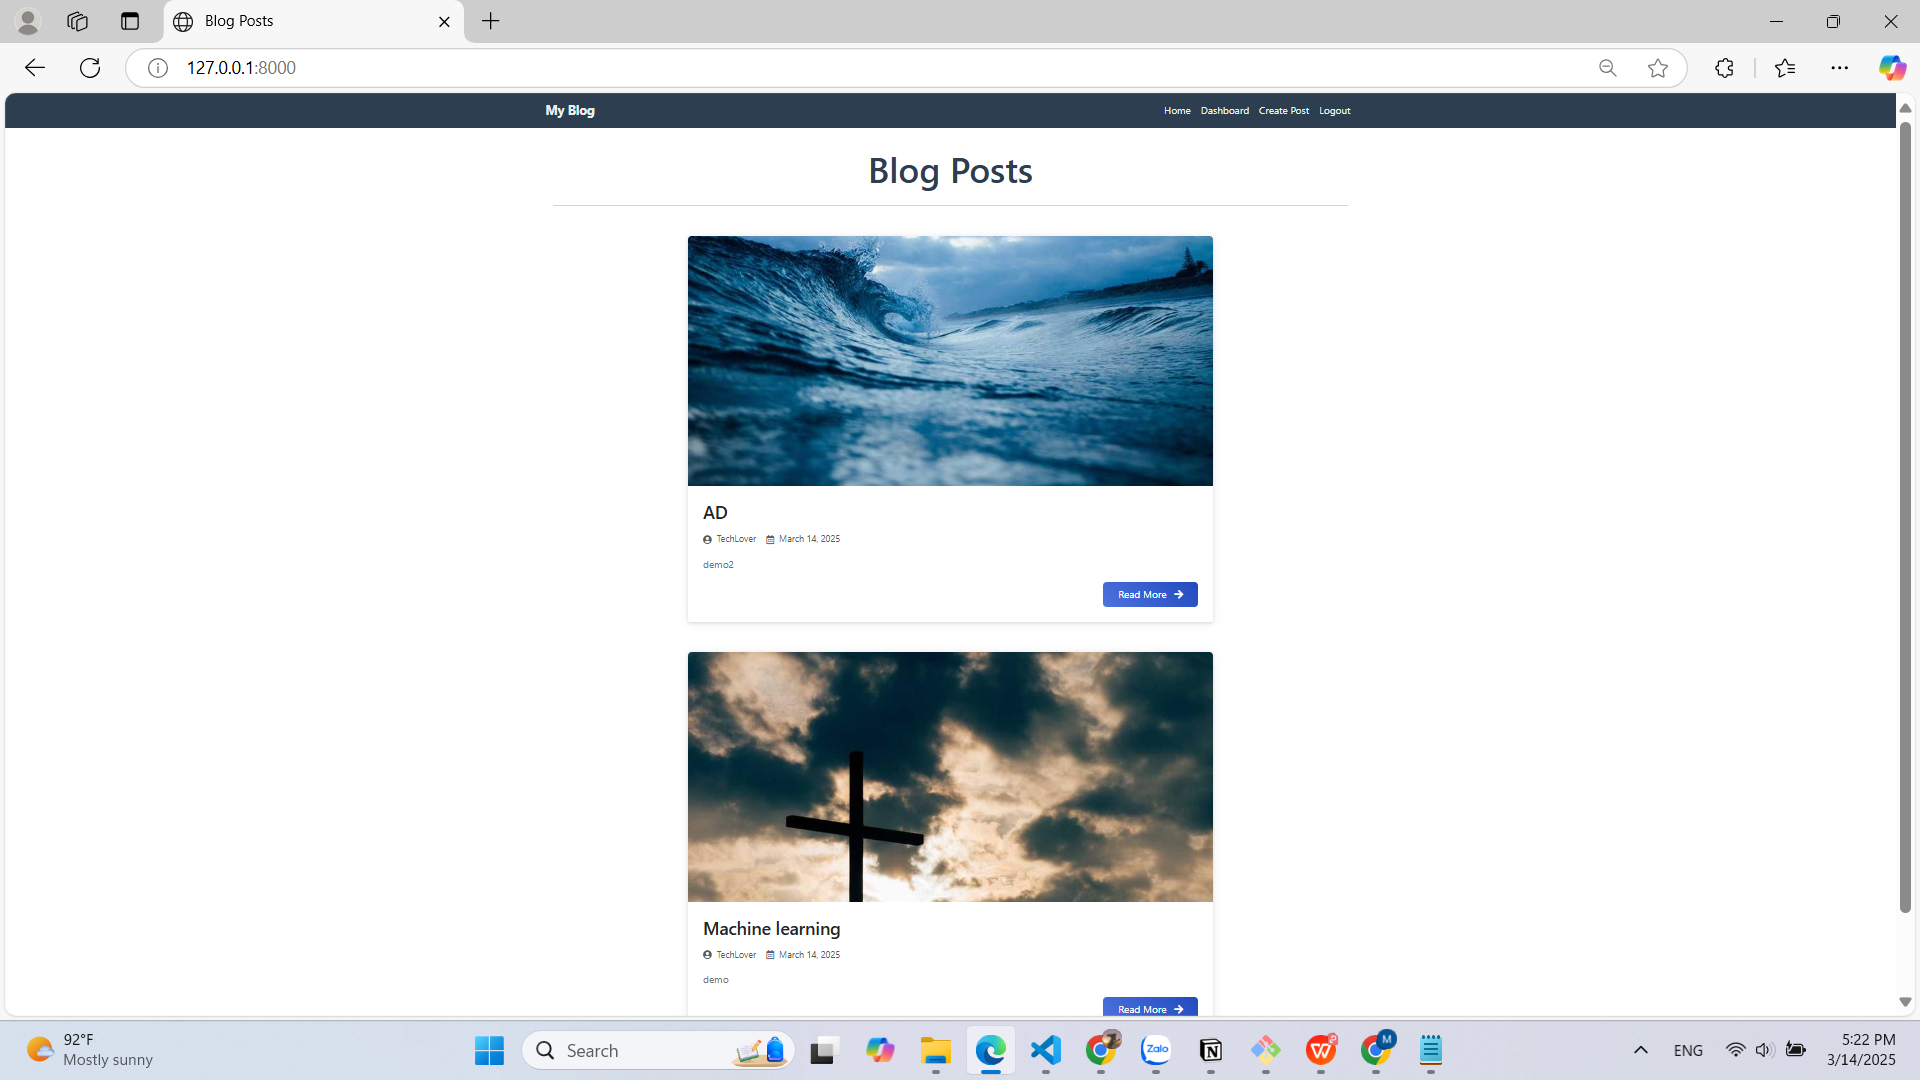 Blog Posts
127.0.0.1:8000
My Blog
Home Dashboard Create Post Logout
Blog Posts
AD
TechLover March 14, 2025
demo2
Read More
Machine learning
TechLover March 14, 2025
demo
Read More
92°F
Mostly sunny
Search
Zalo
W
2
M
ENG
5:22 PM
3/14/2025